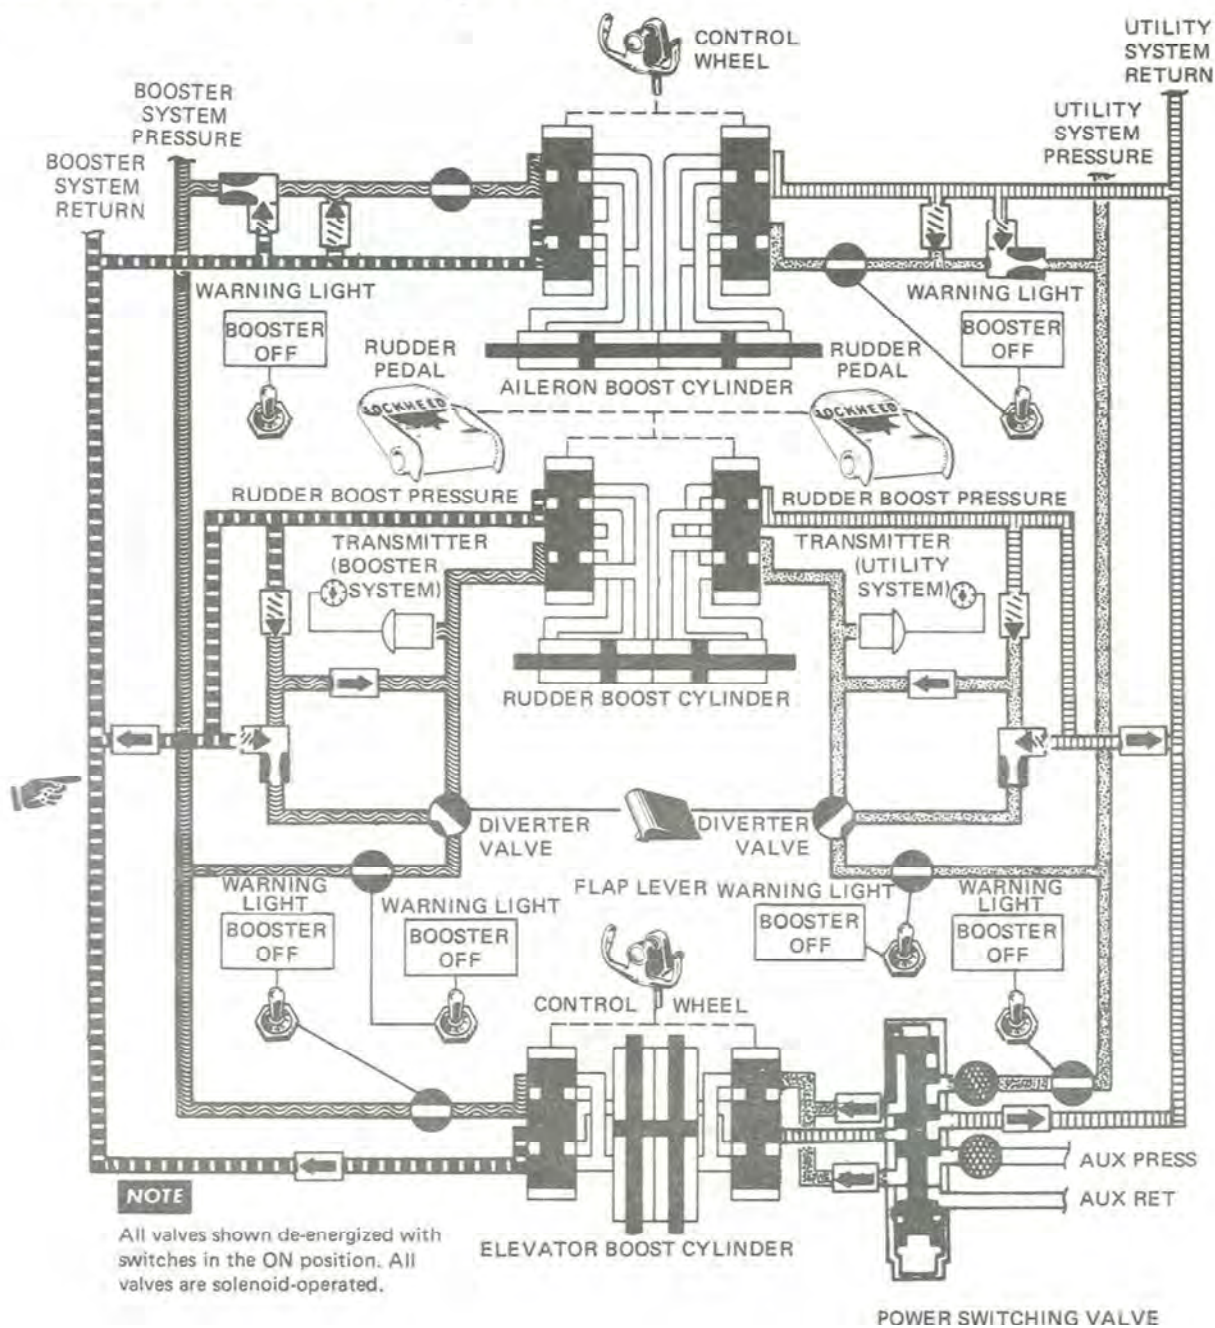 CONTROL
WHEEL
UTILITY
SYSTEM
RETURN
BOOSTER
SYSTEM
PRESSURE
UTILITY
SYSTEM
PRESSURE
BOOSTER
SYSTEM
RETURN
WARNING LIGHT
BOOSTER
OFF
WARNING LIGHT
BOOSTER
OFF
RUDDER
PEDAL
AILERON BOOST CYLINDER
RUDDER
PEDAL
LOCKHEED
LOCKHEED
RUDDER BOOST PRESSURE
TRANSMITTER
(BOOSTER
SYSTEM)
RUDDER BOOST PRESSURE
TRANSMITTER
(UTILITY
SYSTEM)
RUDDER BOOST CYLINDER
DIVERTER
VALVE
DIVERTER
VALVE
FLAP LEVER
WARNING
LIGHT
BOOSTER
OFF
WARNING LIGHT
BOOSTER
OFF
WARNING LIGHT
BOOSTER
OFF
WARNING
LIGHT
BOOSTER
OFF
CONTROL WHEEL
AUX PRESS
AUX RET
NOTE
All valves shown de-energized with
switches in the ON position. All
valves are solenoid-operated.
ELEVATOR BOOST CYLINDER
POWER SWITCHING VALVE